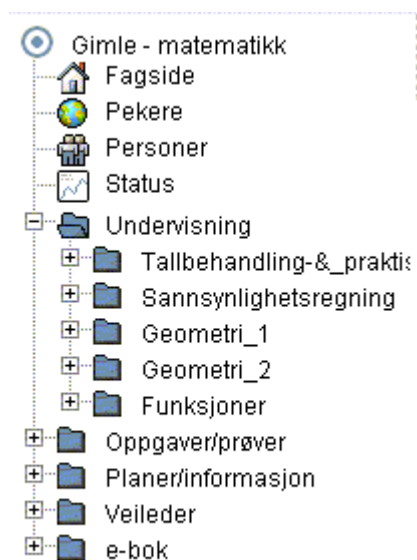 Gimle - matematikk
Fagside
Pekere
Personer
Status
Undervisning
Tallbehandling-&_praktis
Sannsynlighetsregning
Geometri_1
Geometri_2
Funksjoner
Oppgaver/prøver
Planer/informasjon
Veileder
e-bok